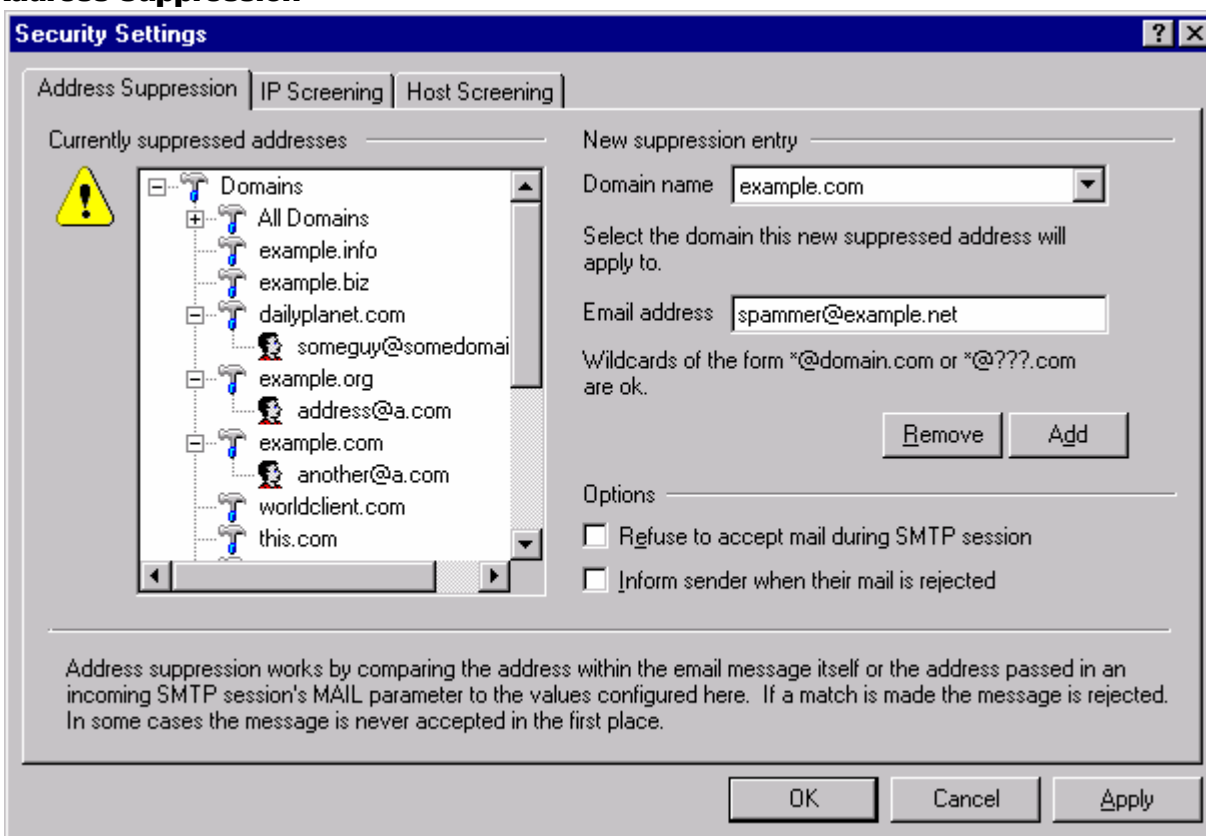 Address Suppression
Security Settings
Address Suppression
IP Screening
Host Screening
Currently suppressed addresses
Domains
All Domains
example.info
example.biz
dailyplanet.com
someguy@somedomai
example.org
address@a.com
example.com
another@a.com
worldclient.com
this.com
New suppression entry
Domain name
example.com
Select the domain this new suppressed address will
apply to.
Email address
spammer@example.net
Wildcards of the form *@domain.com or *@???.com
are ok.
Remove
Add
Options
Refuse to accept mail during SMTP session
Inform sender when their mail is rejected
Address suppression works by comparing the address within the email message itself or the address passed in an
incoming SMTP session's MAIL parameter to the values configured here.  If a match is made the message is rejected.
In some cases the message is never accepted in the first place.
OK
Cancel
Apply